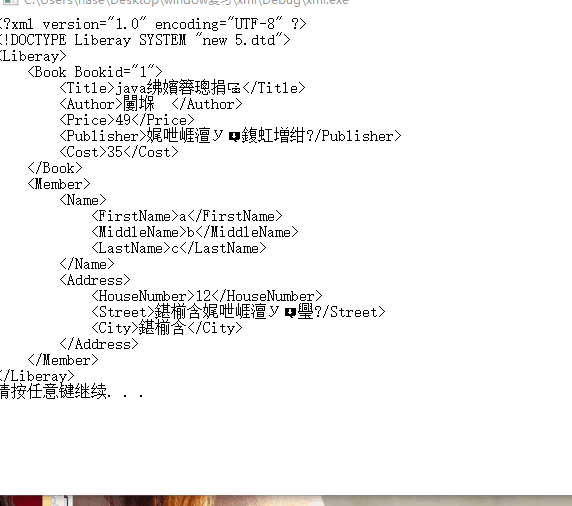 C:\Users\hase\Desktop\window复习\xml\Debug\xml.exe
<?xml version="1.0" encoding="UTF-8" ?>
<!DOCTYPE Liberay SYSTEM "new 5.dtd">
<Liberay>
<Book Bookid="1">
<Title>java绋嬪簭璁捐</Title>
<Author>闄垜 </Author>
<Price>49</Price>
<Publisher>娓呭崕澶у鍑虹増绀?/Publisher>
<Cost>35</Cost>
</Book>
<Member>
<Name>
<FirstName>a</FirstName>
<MiddleName>b</MiddleName>
<LastName>c</LastName>
</Name>
<Address>
<HouseNumber>12</HouseNumber>
<Street>鍖椾含娓呭崕澶у?/Street>
<City>鍖椾含</City>
</Address>
</Member>
</Liberay>
请按任意键继续. . .